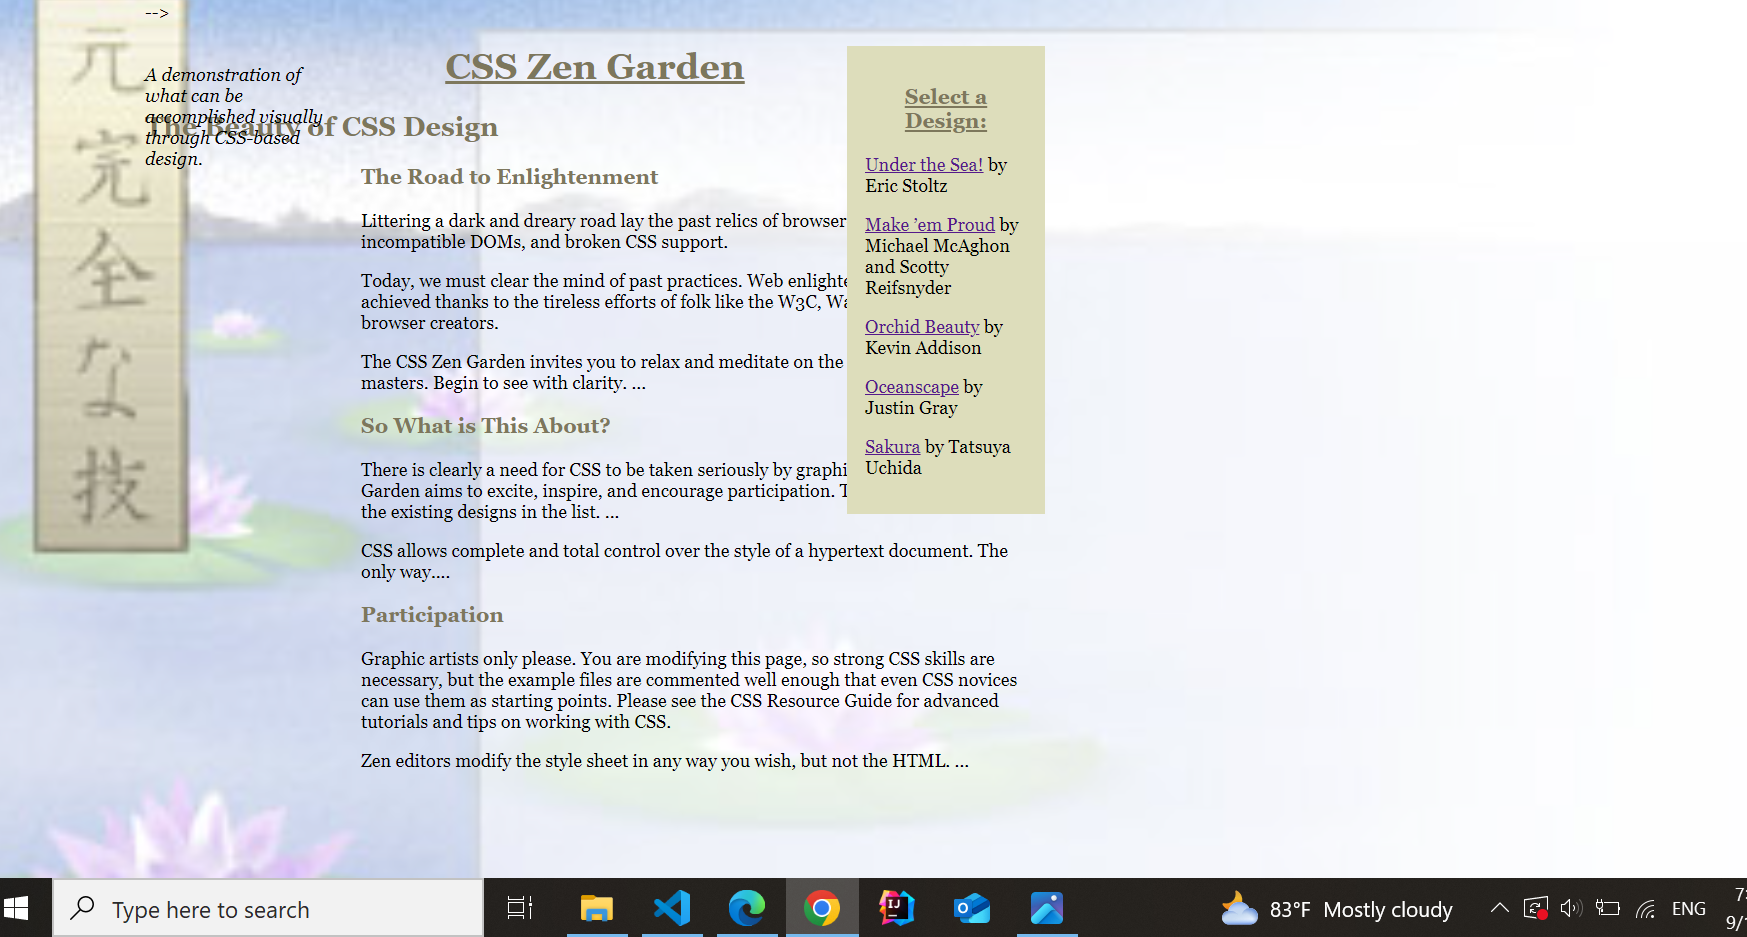 -->
元
完
全
な
技
CSS Zen Garden
A demonstration of
what can be
accomplished visually
through CSS-based
design.
The Beauty of CSS Design
The Road to Enlightenment
Littering a dark and dreary road lay the past relics of browser
incompatible DOMs, and broken CSS support.
Today, we must clear the mind of past practices. Web
achieved thanks to the tireless efforts of folk like the W3C,
browser creators.
The CSS Zen Garden invites you to relax and meditate on the
masters. Begin to see with clarity. ...
So What is This About?
There is clearly a need for CSS to be taken seriously by
Garden aims to excite, inspire, and encourage participation.
the existing designs in the list. ...
CSS allows complete and total control over the style of a hypertext document. The
only way....
Participation
Graphic artists only please. You are modifying this page, so strong CSS skills are
necessary, but the example files are commented well enough that even CSS novices
can use them as starting points. Please see the CSS Resource Guide for advanced
tutorials and tips on working with CSS.
Zen editors modify the style sheet in any way you wish, but not the HTML. ...
Select a
Design:
Under the Sea! by
Eric Stoltz
Make ’em Proud by
Michael McAghon
and Scotty
Reifsnyder
Orchid Beauty by
Kevin Addison
Oceanscape by
Justin Gray
Sakura by Tatsuya
Uchida
Type here to search
83°F Mostly cloudy
ENG